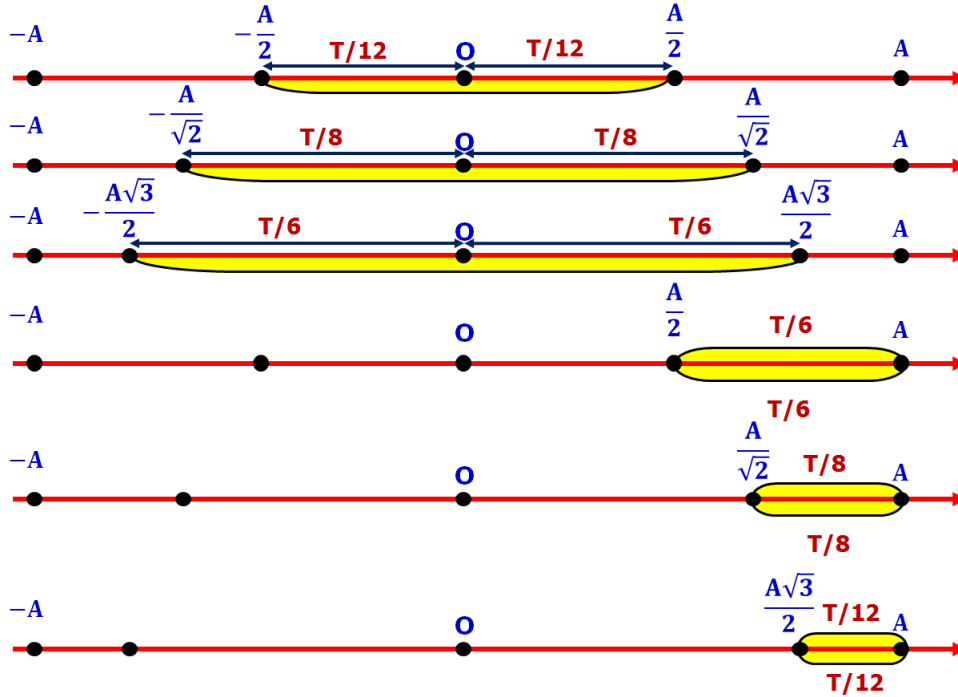 −A −A/2 T/12 O T/12 A/2 A
−A −A/√2 T/8 O T/8 A/√2 A
−A −A√3/2 T/6 O T/6 A√3/2 A
−A O A/2 T/6 A
T/6
−A O A/√2 T/8 A
T/8
−A O A√3/2 T/12 A
T/12